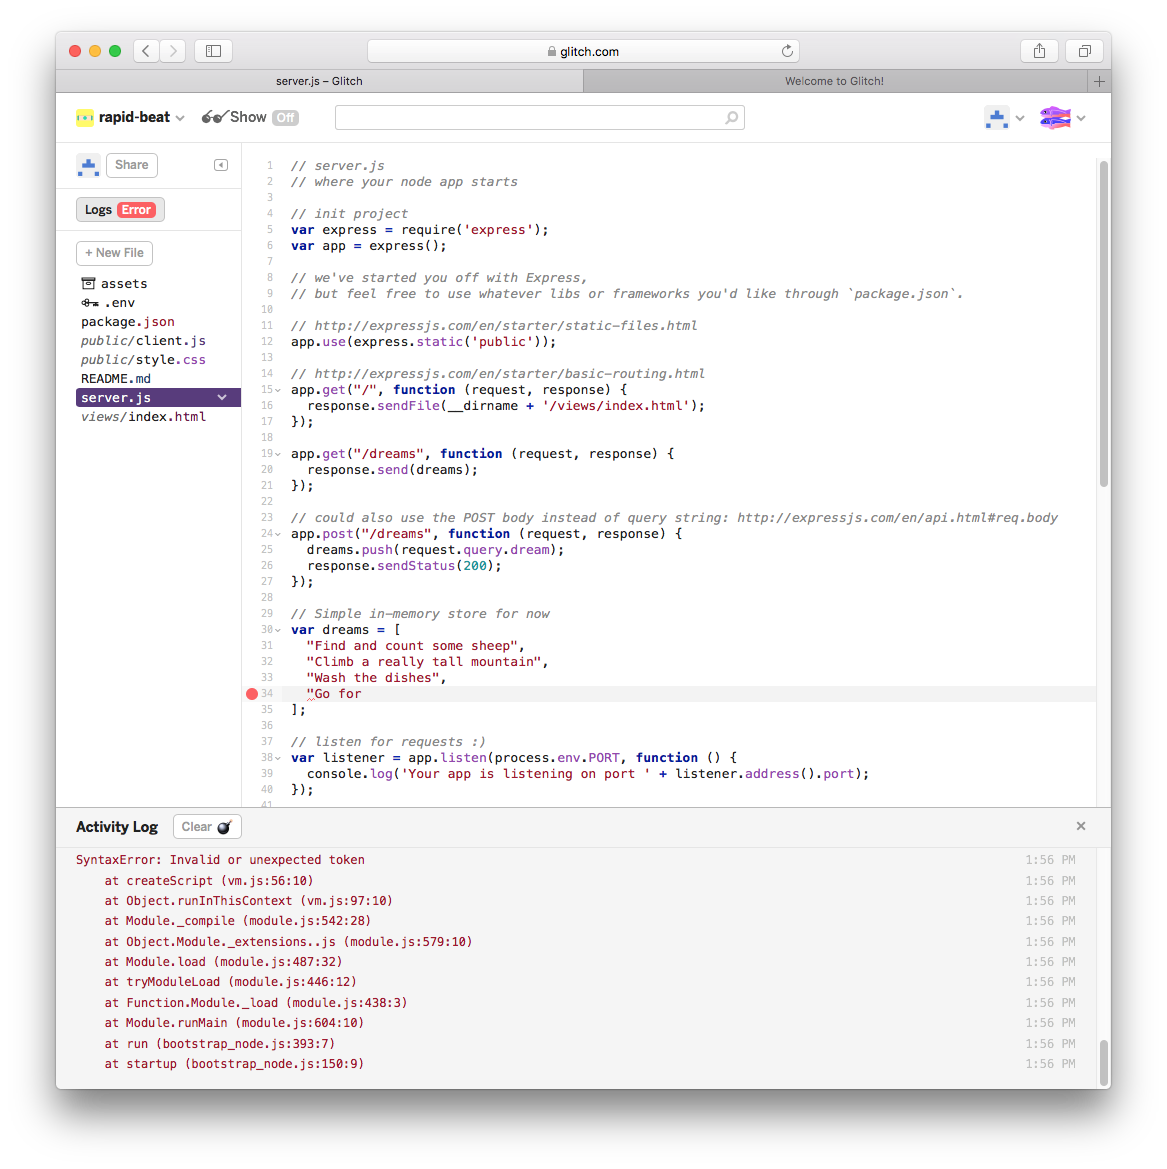 glitch.com
server.js – Glitch
Welcome to Glitch!
rapid-beat
Show Off
Share
Logs Error
+ New File
assets
.env
package.json
public/client.js
public/style.css
README.md
server.js
views/index.html
1 // server.js
2 // where your node app starts
3
4 // init project
5 var express = require('express');
6 var app = express();
7
8 // we've started you off with Express,
9 // but feel free to use whatever libs or frameworks you'd like through `package.json`.
10
11 // http://expressjs.com/en/starter/static-files.html
12 app.use(express.static('public'));
13
14 // http://expressjs.com/en/starter/basic-routing.html
15 app.get("/", function (request, response) {
16 response.sendFile(__dirname + '/views/index.html');
17 });
18
19 app.get("/dreams", function (request, response) {
20 response.send(dreams);
21 });
22
23 // could also use the POST body instead of query string: http://expressjs.com/en/api.html#req.body
24 app.post("/dreams", function (request, response) {
25 dreams.push(request.query.dream);
26 response.sendStatus(200);
27 });
28
29 // Simple in-memory store for now
30 var dreams = [
31 "Find and count some sheep",
32 "Climb a really tall mountain",
33 "Wash the dishes",
34 "Go for
35 ];
36
37 // listen for requests :)
38 var listener = app.listen(process.env.PORT, function () {
39 console.log('Your app is listening on port ' + listener.address().port);
40 });
41
Activity Log Clear
SyntaxError: Invalid or unexpected token 1:56 PM
at createScript (vm.js:56:10) 1:56 PM
at Object.runInThisContext (vm.js:97:10) 1:56 PM
at Module._compile (module.js:542:28) 1:56 PM
at Object.Module._extensions..js (module.js:579:10) 1:56 PM
at Module.load (module.js:487:32) 1:56 PM
at tryModuleLoad (module.js:446:12) 1:56 PM
at Function.Module._load (module.js:438:3) 1:56 PM
at Module.runMain (module.js:604:10) 1:56 PM
at run (bootstrap_node.js:393:7) 1:56 PM
at startup (bootstrap_node.js:150:9) 1:56 PM